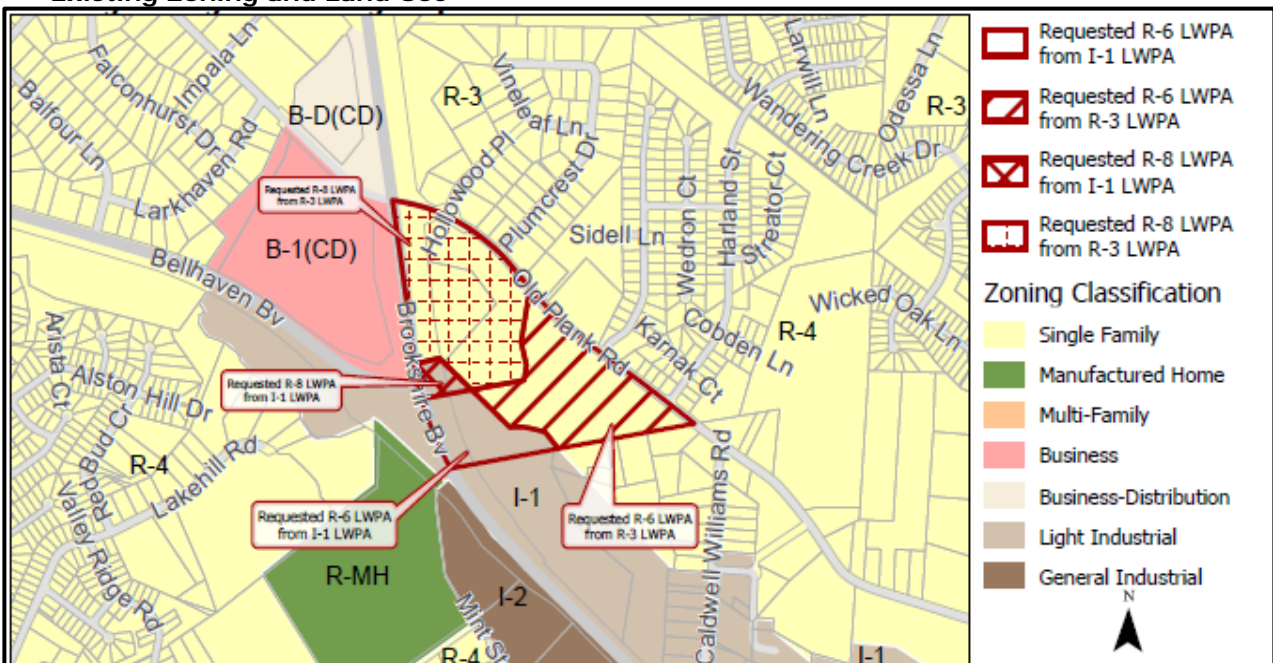 Existing Zoning and Land Use
Impala Ln
Falconhurst Dr
Balfour Ln
Larkhaven Rd
B-D(CD)
R-3
Vineleaf Ln
Hollowood Pl
Plumcrest Dr
Larwill Ln
Odessa Ln
Wandering Creek Dr
R-3
Requested R-8 LWPA
from R-3 LWPA
B-1(CD)
Bellhaven Bv
Sidell Ln
Wedron Ct
Harland St
Streator Ct
Old Plank Rd
Wicked Oak Ln
R-4
Karnak Ct
Cobden Ln
Brookshire Bv
Arista Ct
Alston Hill Dr
Requested R-8 LWPA
from I-1 LWPA
Redbud Cr
R-4
Lakehill Rd
Valley Ridge Rd
Requested R-6 LWPA
from I-1 LWPA
I-1
Requested R-6 LWPA
from R-3 LWPA
Caldwell Williams Rd
R-MH
I-2
Mint St
R-4
I-1
Requested R-6 LWPA
from I-1 LWPA
Requested R-6 LWPA
from R-3 LWPA
Requested R-8 LWPA
from I-1 LWPA
Requested R-8 LWPA
from R-3 LWPA
Zoning Classification
Single Family
Manufactured Home
Multi-Family
Business
Business-Distribution
Light Industrial
General Industrial
N